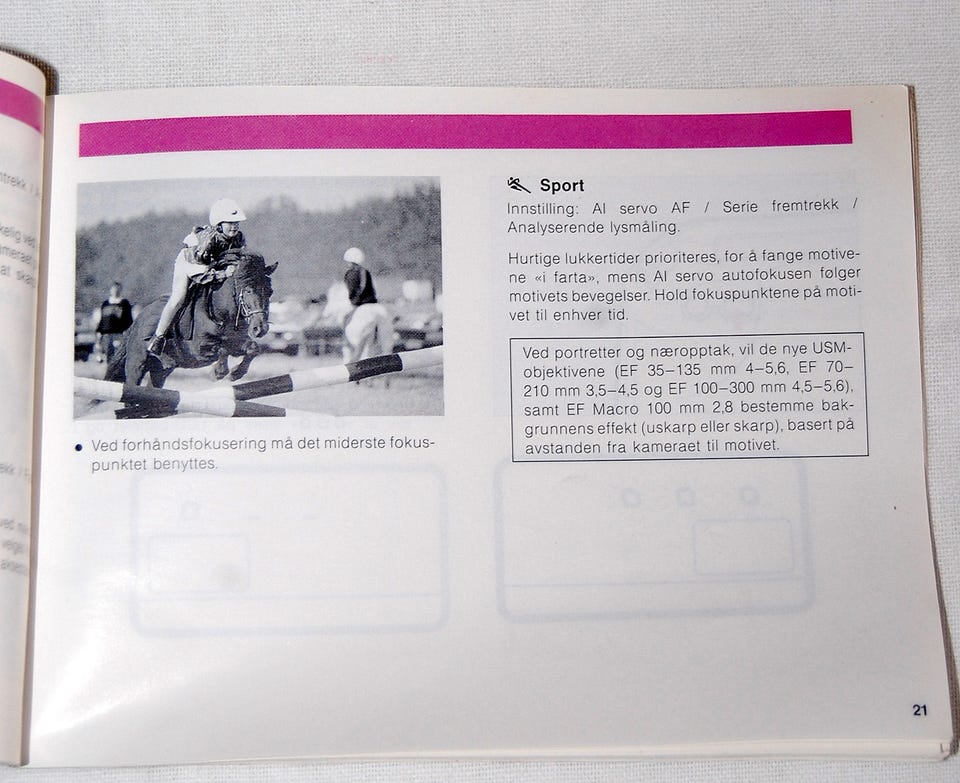 • Ved forhåndsfokusering må det miderste fokus-
punktet benyttes.
Sport
Innstilling: AI servo AF / Serie fremtrekk /
Analyserende lysmåling.
Hurtige lukkertider prioriteres, for å fange motive-
ne «i farta», mens AI servo autofokusen følger
motivets bevegelser. Hold fokuspunktene på moti-
vet til enhver tid.
Ved portretter og næropptak, vil de nye USM-
objektivene (EF 35–135 mm 4–5,6, EF 70–
210 mm 3,5–4,5 og EF 100–300 mm 4,5–5,6),
samt EF Macro 100 mm 2,8 bestemme bak-
grunnens effekt (uskarp eller skarp), basert på
avstanden fra kameraet til motivet.
21